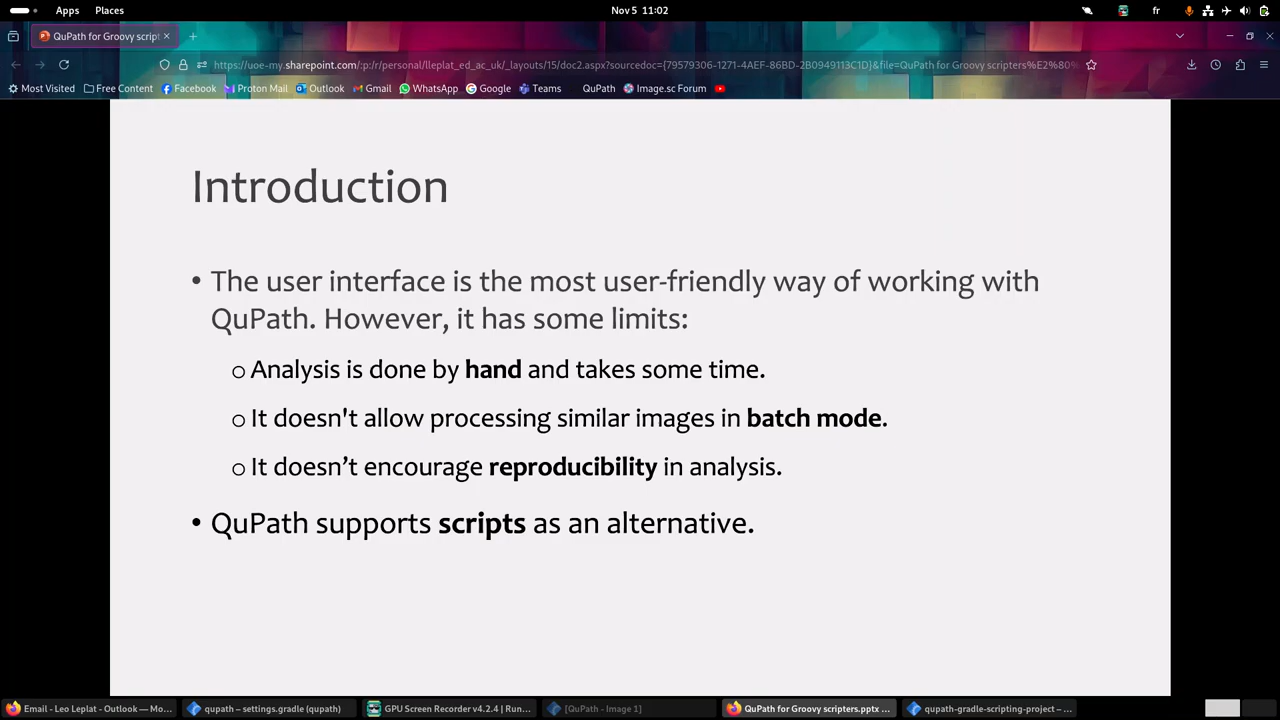 Apps Places Nov 5 11:02 fr
QuPath for Groovy script
https://uoe-my.sharepoint.com/:p:/r/personal/lleplat_ed_ac_uk/_layouts/15/doc2.aspx?sourcedoc={79579306-1271-4AEF-86BD-2B0949113C1D}&file=QuPath for Groovy scripters%E2%80%
Most Visited Free Content Facebook Proton Mail Outlook Gmail WhatsApp Google Teams QuPath Image.sc Forum
Introduction
• The user interface is the most user-friendly way of working with
QuPath. However, it has some limits:
o Analysis is done by hand and takes some time.
o It doesn't allow processing similar images in batch mode.
o It doesn’t encourage reproducibility in analysis.
• QuPath supports scripts as an alternative.
Email - Leo Leplat - Outlook — Mo... qupath – settings.gradle (qupath) GPU Screen Recorder v4.2.4 | Run... [QuPath - Image 1] QuPath for Groovy scripters.pptx ... qupath-gradle-scripting-project – ...